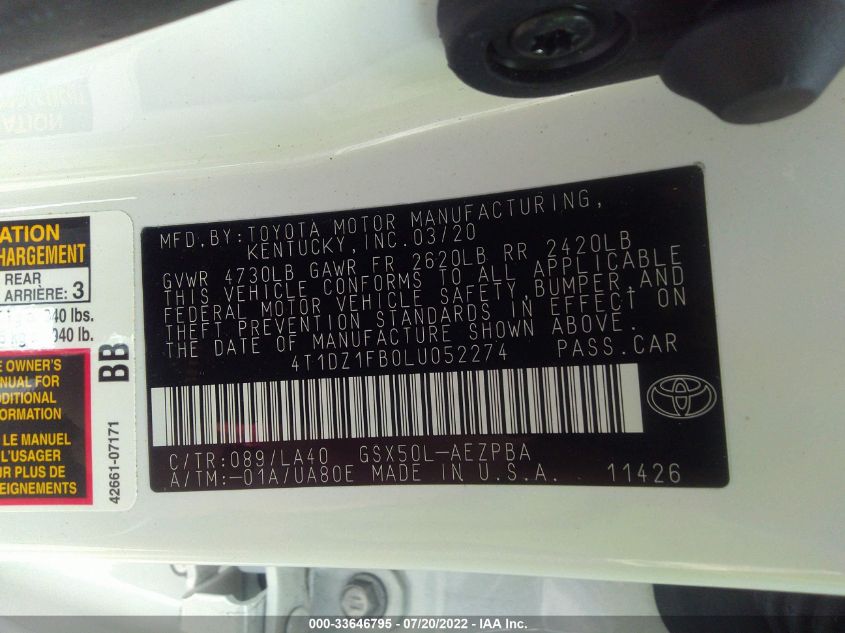 MFD.BY:TOYOTA MOTOR MANUFACTURING,
KENTUCKY,INC.03/20
GVWR 4730LB GAWR FR 2620LB RR 2420LB
THIS VEHICLE CONFORMS TO ALL APPLICABLE
FEDERAL MOTOR VEHICLE SAFETY,BUMPER,AND
THEFT PREVENTION STANDARDS IN EFFECT ON
THE DATE OF MANUFACTURE SHOWN ABOVE.
4T1DZ1FB0LU052274 PASS.CAR
C/TR:089/LA40 GSX50L-AEZPBA
A/TM:-01A/UA80E MADE IN U.S.A. 11426
ATION
HARGEMENT
REAR
ARRIÈRE: 3
40 lbs.
040 lb.
BB
E OWNER'S
NUAL FOR
DDITIONAL
ORMATION
LE MANUEL
L'USAGER
UR PLUS DE
EIGNEMENTS
42661-07171
000-33646795 - 07/20/2022 - IAA Inc.